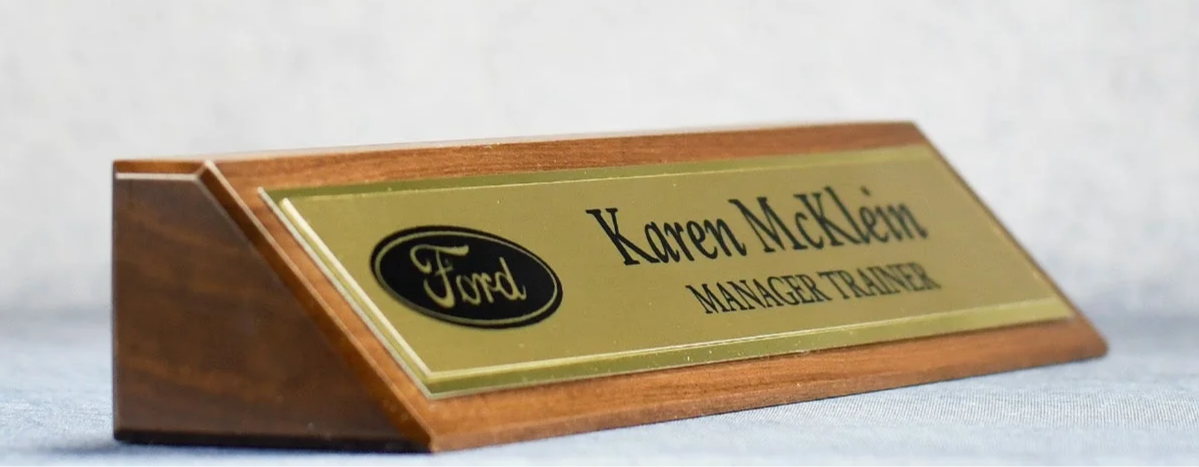 Ford
Karen McKlein
MANAGER TRAINER